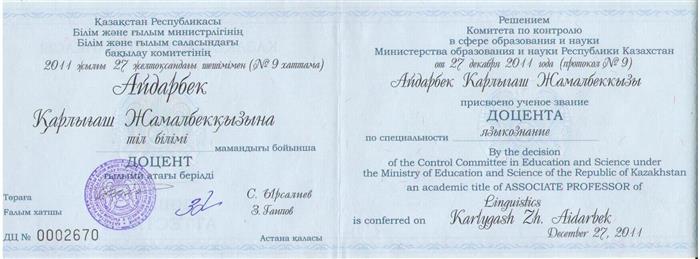 Қазақстан Республикасы
Білім және ғылым министрлігінің
Білім және ғылым саласындағы
бақылау комитетінің
2011 жылғы 27 желтоқсандағы шешімімен (№ 9 хаттама)
Айдарбек
Қарлығаш Жамалбекқызына
тіл білімі
мамандығы бойынша
ДОЦЕНТ
ғылыми атағы берілді
Төраға
С. Ырсалиев
Ғалым хатшы
З. Гаипов
ДЦ № 0002670
Астана қаласы
Решением
Комитета по контролю
в сфере образования и науки
Министерства образования и науки Республики Казахстан
от 27 декабря 2011 года (протокол № 9)
Айдарбек Карлыгаш Жамалбеккызы
присвоено ученое звание
ДОЦЕНТА
по специальности языкознание
By the decision
of the Control Committee in Education and Science under
the Ministry of Education and Science of the Republic of Kazakhstan
an academic title of ASSOCIATE PROFESSOR of
Linguistics
is conferred on Karlygash Zh. Aidarbek
December 27, 2011